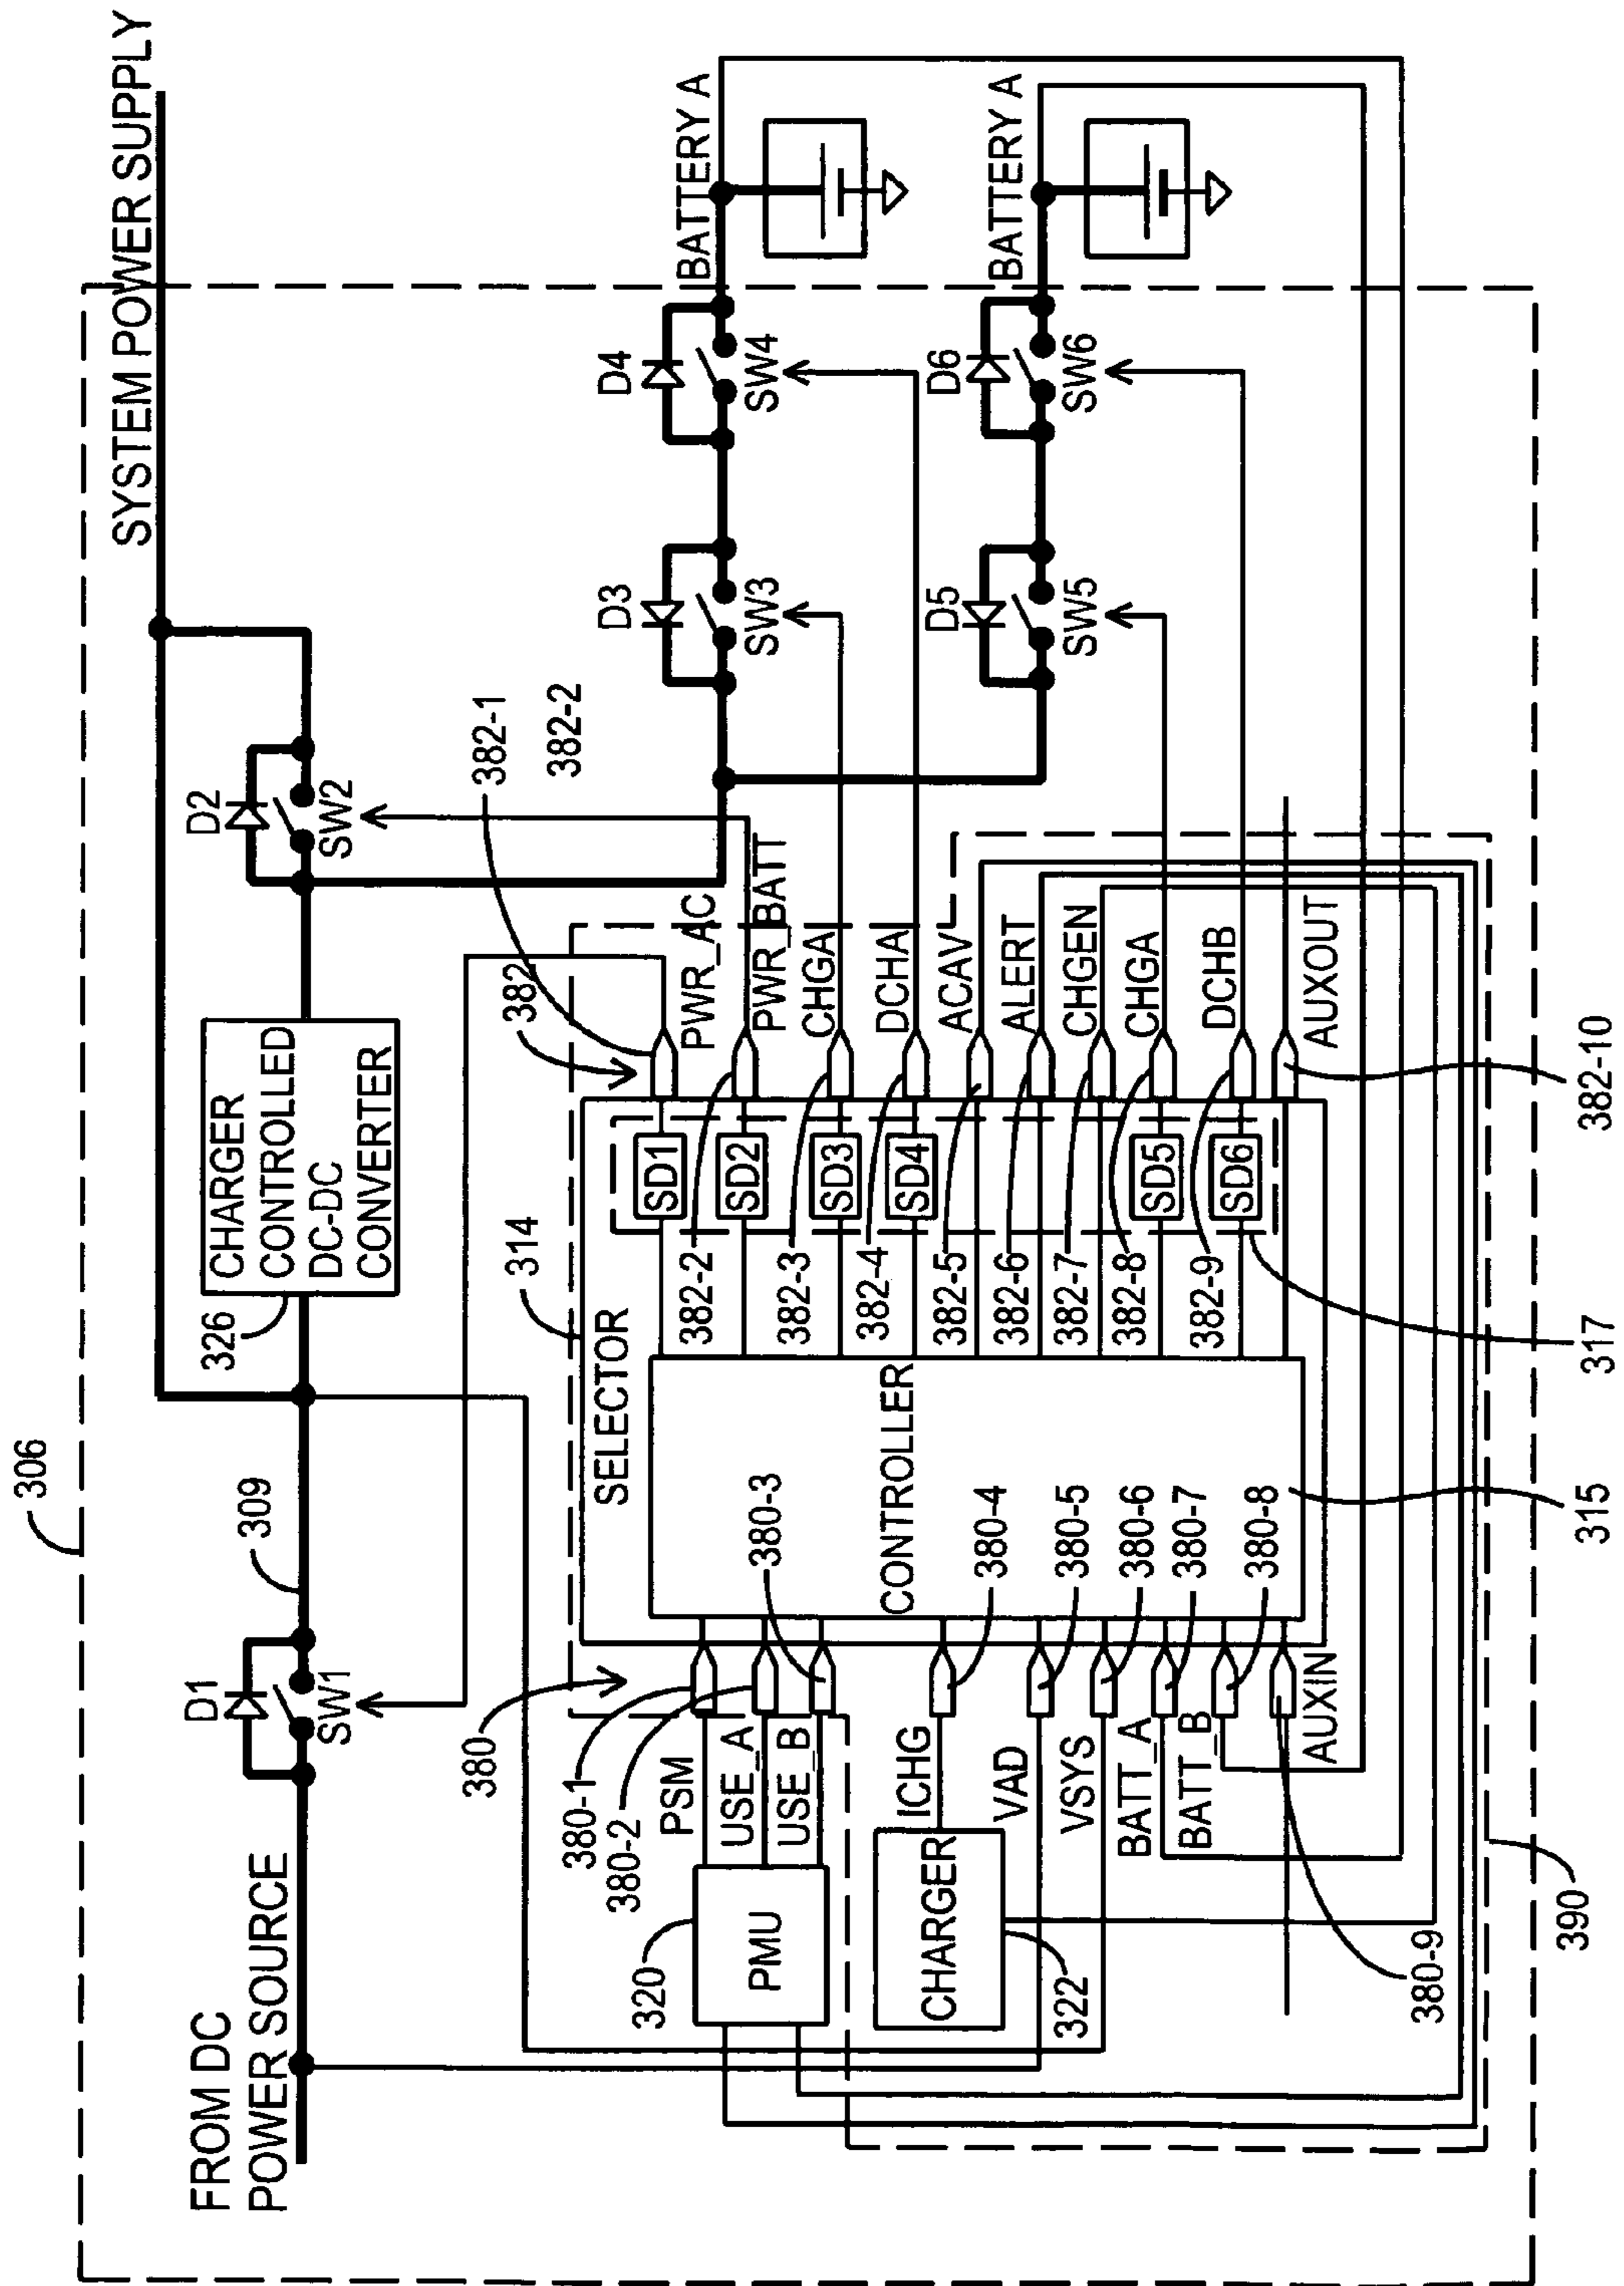 306
FROM DC
POWER SOURCE
D1
SW1
309
326
CHARGER
CONTROLLED
DC-DC
CONVERTER
D2
SW2
SYSTEM POWER SUPPLY
382-1
382-2
D3
SW3
D4
SW4
BATTERY A
D5
SW5
D6
SW6
BATTERY A
320
PMU
PSM
USE_A
USE_B
380
380-1
380-2
380-3
CHARGER
322
ICHG
VAD
VSYS
BATT_A
BATT_B
AUXIN
380-4
380-5
380-6
380-7
380-8
380-9
314
SELECTOR
CONTROLLER
315
SD1
SD2
SD3
SD4
SD5
SD6
317
382
382-2
382-3
382-4
382-5
382-6
382-7
382-8
382-9
382-10
PWR_AC
PWR_BATT
CHGA
DCHA
ACAV
ALERT
CHGEN
CHGA
DCHB
AUXOUT
390